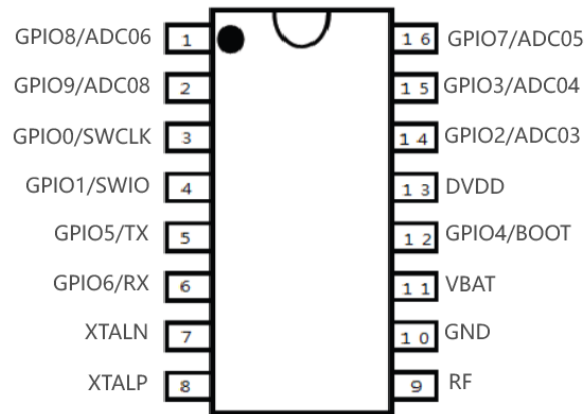 GPIO8/ADC06 1 16 GPIO7/ADC05
GPIO9/ADC08 2 15 GPIO3/ADC04
GPIO0/SWCLK 3 14 GPIO2/ADC03
GPIO1/SWIO 4 13 DVDD
GPIO5/TX 5 12 GPIO4/BOOT
GPIO6/RX 6 11 VBAT
XTALN 7 10 GND
XTALP 8 9 RF